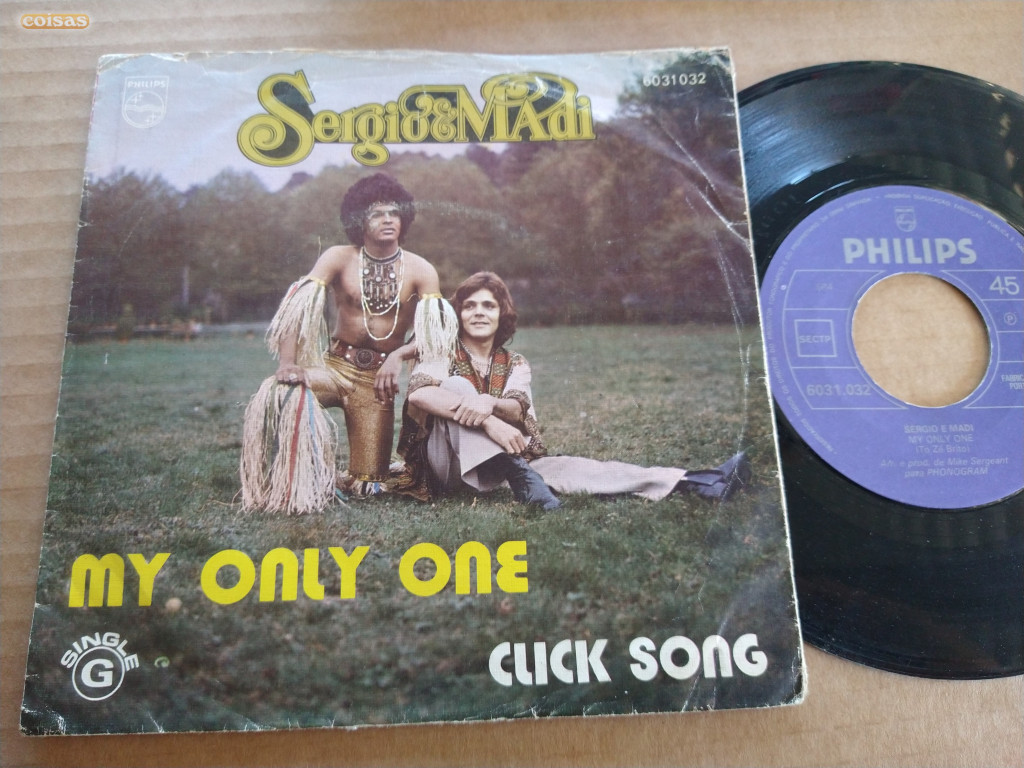 coisas
PHILIPS
Sergio & MAdi
6031032
MY ONLY ONE
SINGLE
G
CLICK SONG
PHILIPS
45
SECTP
6031.032
SERGIO E MADI
MY ONLY ONE
Arr. e prod. de Mike Sergeant
para PHONOGRAM